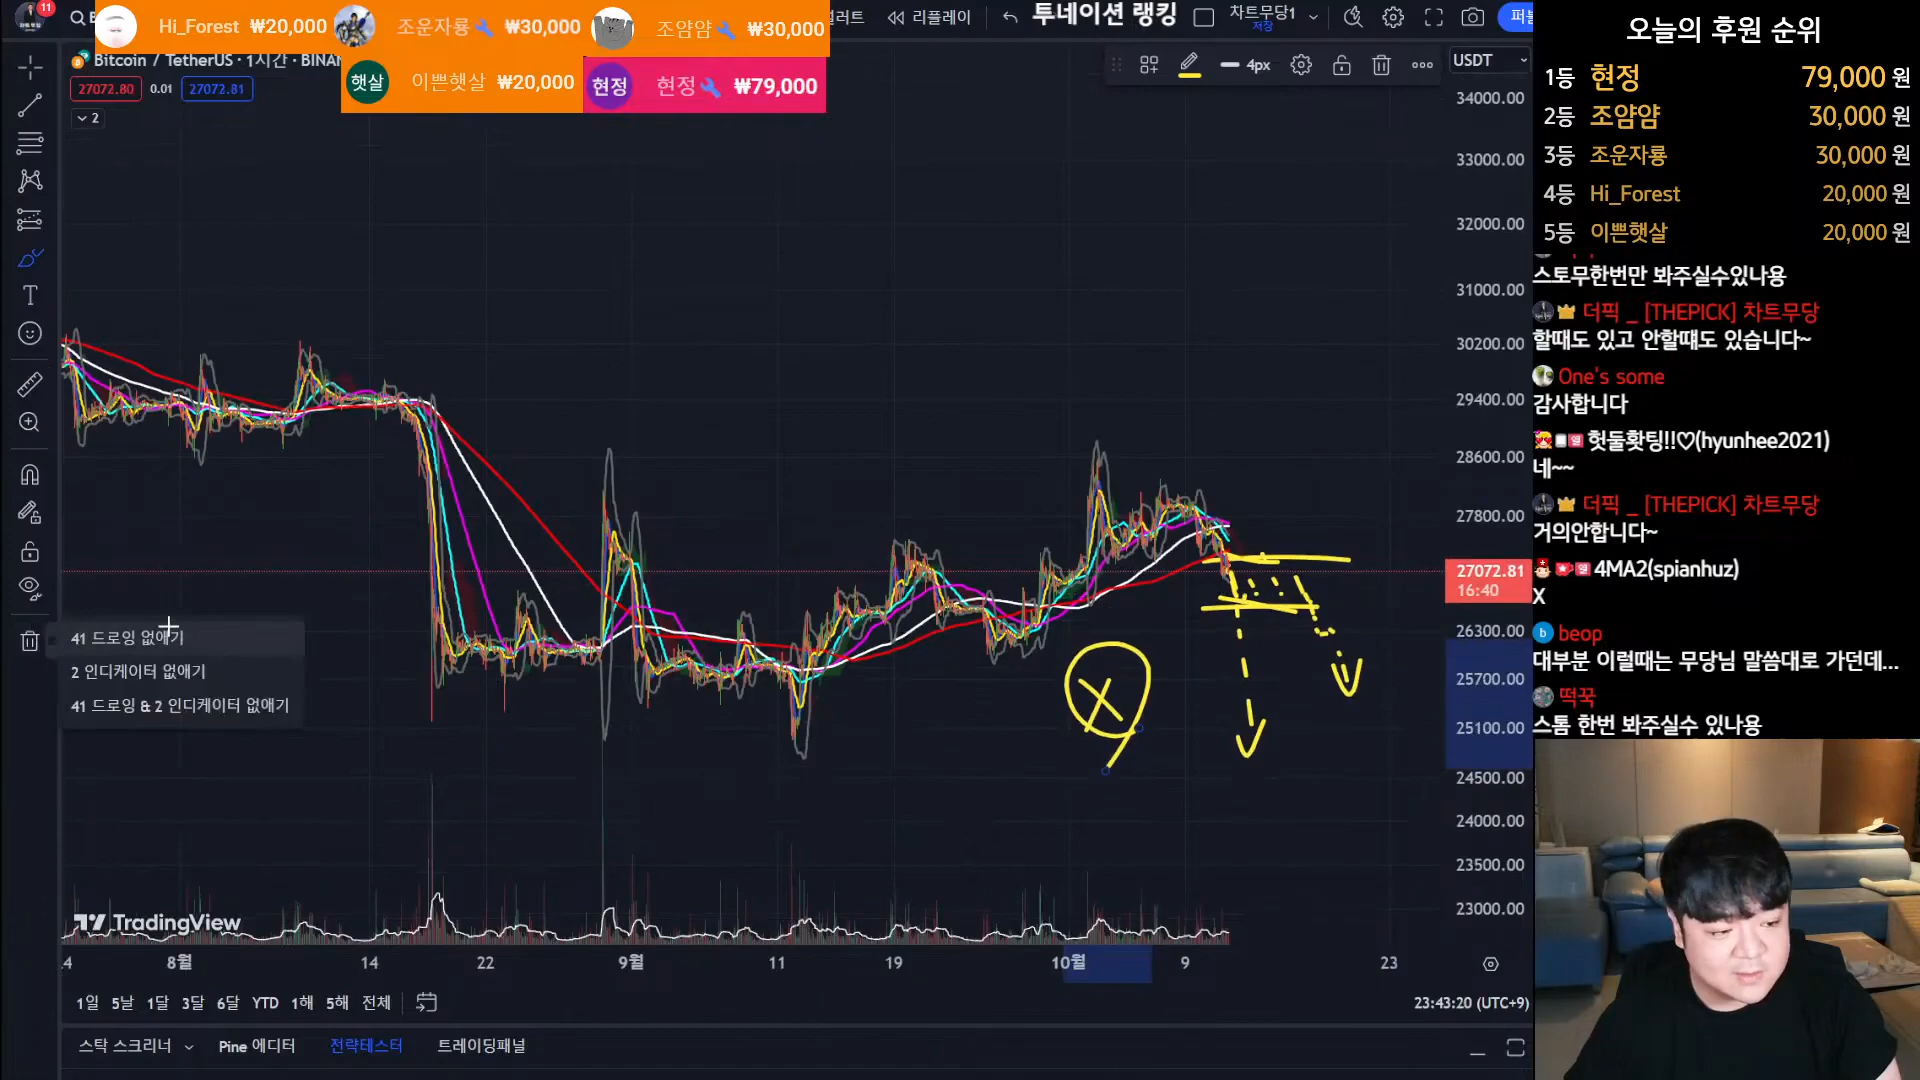 11
Hi_Forest ₩20,000
조운자룡 ₩30,000
조얌얌 ₩30,000
햇살 이쁜햇살 ₩20,000
현정 현정 ₩79,000
리플레이
투네이션 랭킹
차트무당1
저장
Bitcoin / TetherUS · 1시간 · BINAN
27072.80 0.01 27072.81
2
4px
USDT
34000.00
33000.00
32000.00
31000.00
30200.00
29400.00
28600.00
27800.00
27072.81
16:40
26300.00
25700.00
25100.00
24500.00
24000.00
23500.00
23000.00
41 드로잉 없애기
2 인디케이터 없애기
41 드로잉 & 2 인디케이터 없애기
X
TradingView
8월 14 22 9월 11 19 10월 9 23
1일 5날 1달 3달 6달 YTD 1해 5해 전체
23:43:20 (UTC+9)
스탁 스크리너 Pine 에디터 전략테스터 트레이딩패널
오늘의 후원 순위
1등 현정 79,000 원
2등 조얌얌 30,000 원
3등 조운자룡 30,000 원
4등 Hi_Forest 20,000 원
5등 이쁜햇살 20,000 원
스토무한번만 봐주실수있나용
더픽 _ [THEPICK] 차트무당
할때도 있고 안할떄도 있습니다~
One's some
감사합니다
헛둘홧팅!!♡(hyunhee2021)
네~~
더픽 _ [THEPICK] 차트무당
거의안합니다~
4MA2(spianhuz)
X
b beop
대부분 이럴때는 무당님 말씀대로 가던데...
떡꾹
스톰 한번 봐주실수 있나용